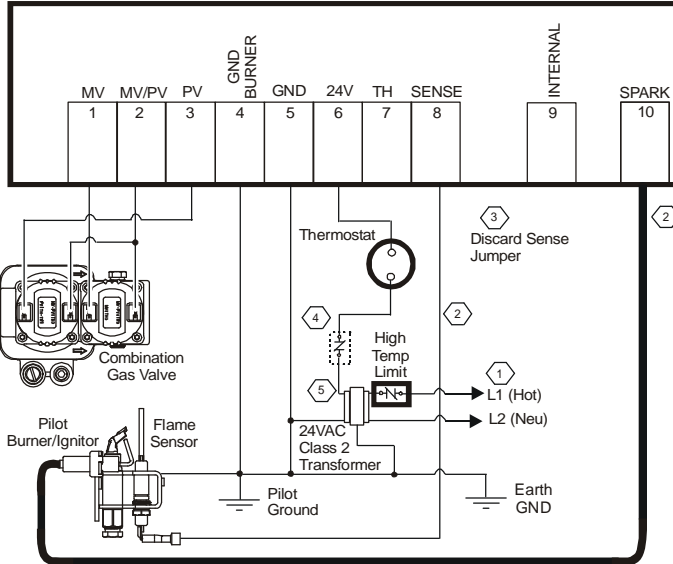 GND
BURNER
INTERNAL
MV MV/PV PV GND 24V TH SENSE SPARK
1 2 3 4 5 6 7 8 9 10
3
2
Thermostat
Discard Sense
Jumper
4
2
High
Temp
Limit
1
Combination
Gas Valve
5
L1 (Hot)
L2 (Neu)
Pilot
Burner/Ignitor
Flame
Sensor
24VAC
Class 2
Transformer
Pilot
Ground
Earth
GND